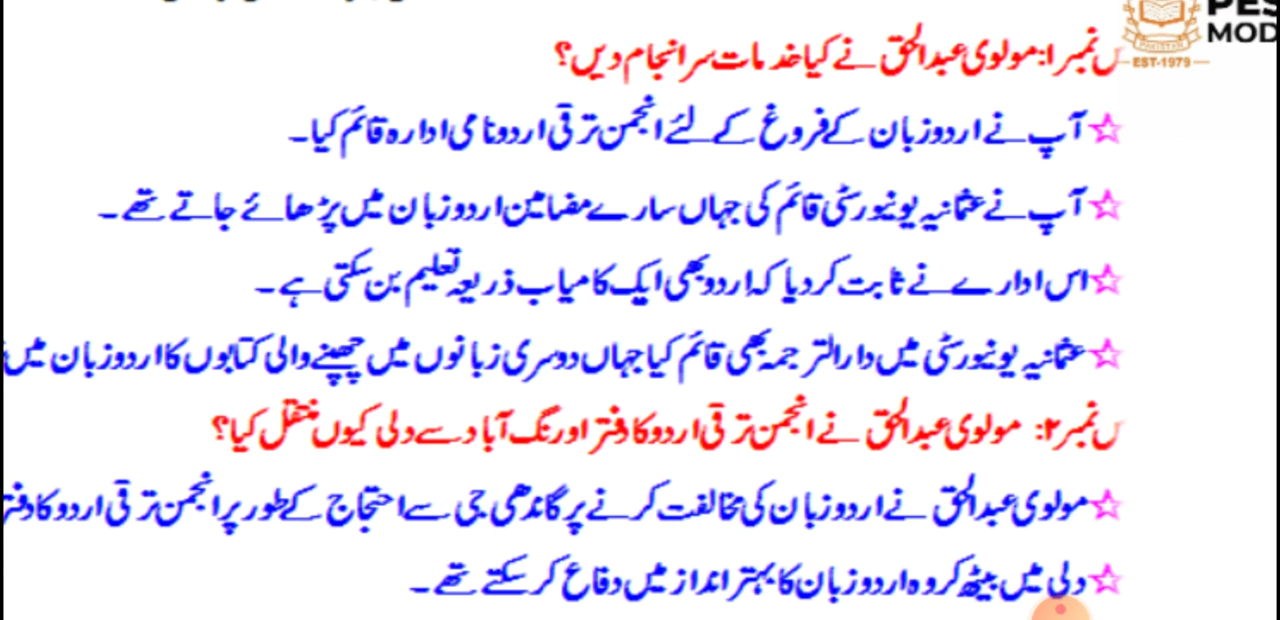 PES
MOD
EST-1979
PAKISTAN
س نمبر۱: مولوی عبدالحق نے کیا خدمات سرانجام دیں؟
☆ آپ نے اردو زبان کے فروغ کے لئے انجمن ترقی اردو نامی ادارہ قائم کیا۔
☆ آپ نے عثمانیہ یونیورسٹی قائم کی جہاں سارے مضامین اردو زبان میں پڑھائے جاتے تھے۔
☆ اس ادارے نے ثابت کردیا کہ اردو بھی ایک کامیاب ذریعہ تعلیم بن سکتی ہے۔
☆ عثمانیہ یونیورسٹی میں دارالترجمہ بھی قائم کیا جہاں دوسری زبانوں میں چھپنے والی کتابوں کا اردو زبان میں
س نمبر۲: مولوی عبدالحق نے انجمن ترقی اردو کا دفتر اورنگ آباد سے دلی کیوں منتقل کیا؟
☆ مولوی عبدالحق نے اردو زبان کی مخالفت کرنے پر گاندھی جی سے احتجاج کے طور پر انجمن ترقی اردو کا دفتر
☆ دلی میں بیٹھ کر وہ اردو زبان کا بہتر انداز میں دفاع کرسکتے تھے۔